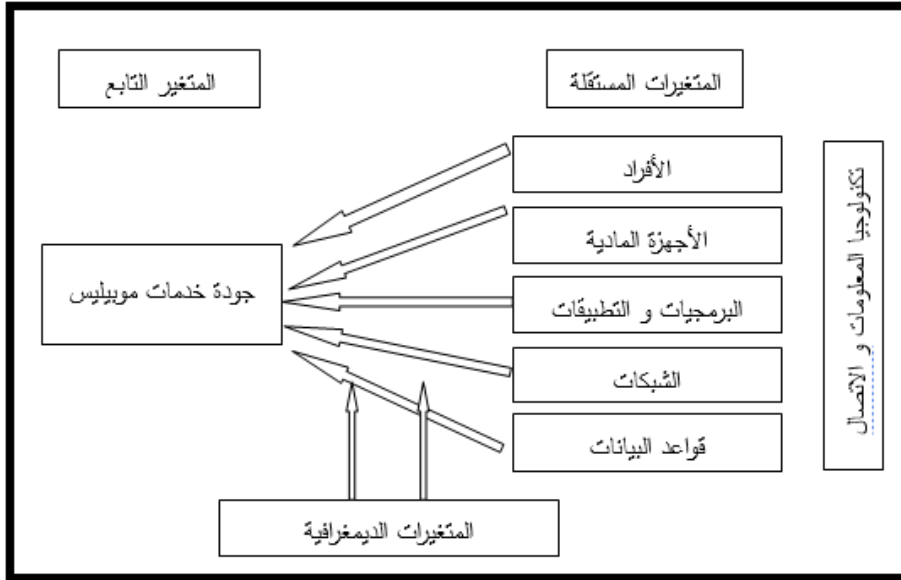 المتغيرات المستقلة
المتغير التابع
الأفراد
الأجهزة المادية
البرمجيات و التطبيقات
الشبكات
قواعد البيانات
تكنولوجيا المعلومات و الاتصال
جودة خدمات موبيليس
المتغيرات الديمغرافية